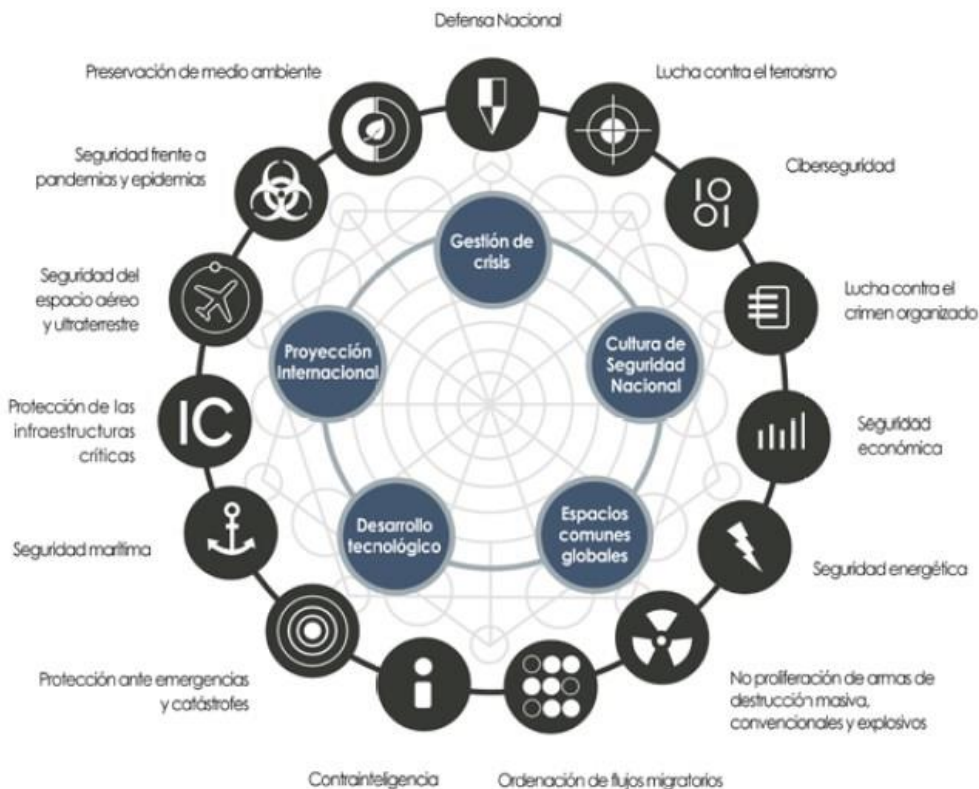 Defensa Nacional
Preservación de medio ambiente
Lucha contra el terrorismo
Seguridad frente a
pandemias y epidemias
Ciberseguridad
IO
OI
Gestión de
crisis
Seguridad del
espacio aéreo
y ultraterrestre
Lucha contra el
crimen organizado
Proyección
Internacional
Cultura de
Seguridad
Nacional
Protección de las
infraestructuras
críticas
IC
Seguridad
económica
Desarrollo
tecnológico
Espacios
comunes
globales
Seguridad marítima
Seguridad energética
Protección ante emergencias
y catástrofes
No proliferación de armas de
destrucción masiva,
convencionales y explosivos
i
Contrainteligencia
Ordenación de flujos migratorios